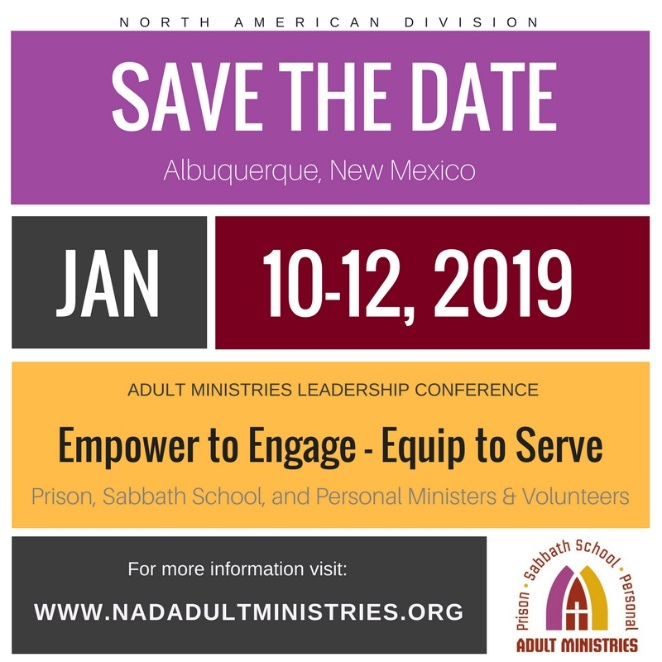 NORTH AMERICAN DIVISION
SAVE THE DATE
Albuquerque, New Mexico
JAN
10-12, 2019
ADULT MINISTRIES LEADERSHIP CONFERENCE
Empower to Engage - Equip to Serve
Prison, Sabbath School, and Personal Ministers & Volunteers
For more information visit:
WWW.NADADULTMINISTRIES.ORG
Prison · Sabbath School · Personal
ADULT MINISTRIES